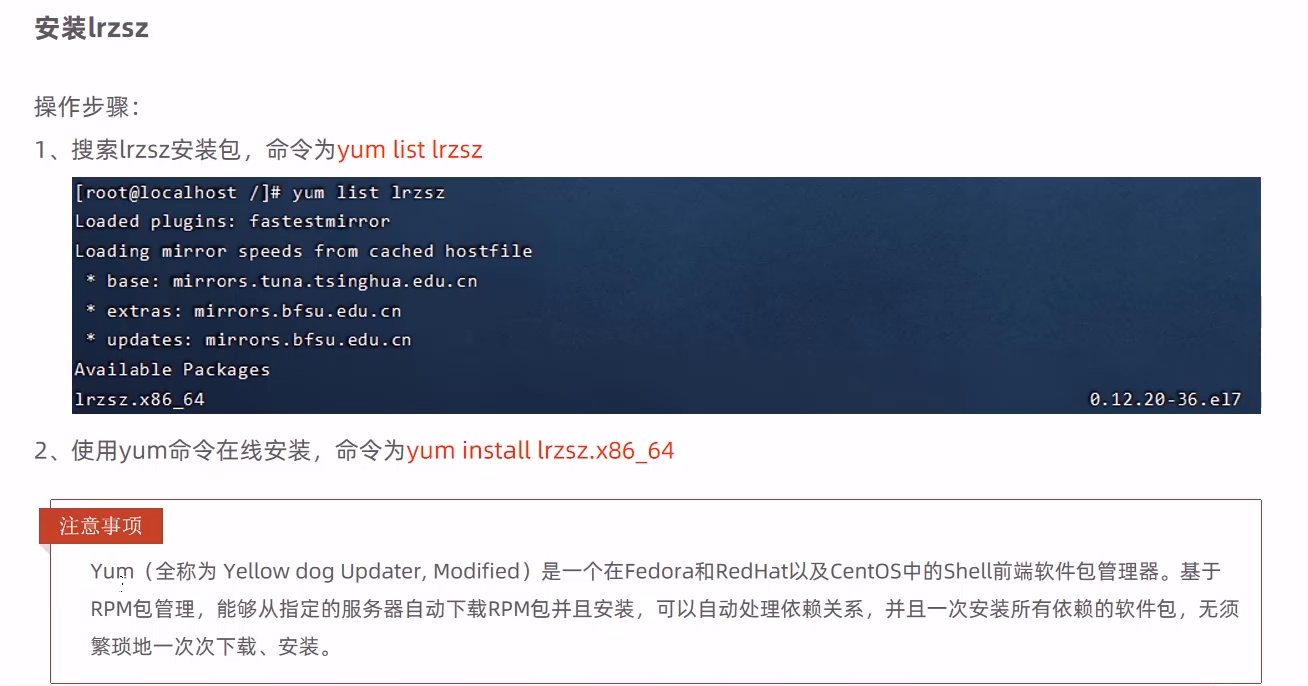 安装lrzsz
操作步骤：
1、搜索lrzsz安装包，命令为yum list lrzsz
[root@localhost /]# yum list lrzsz
Loaded plugins: fastestmirror
Loading mirror speeds from cached hostfile
* base: mirrors.tuna.tsinghua.edu.cn
* extras: mirrors.bfsu.edu.cn
* updates: mirrors.bfsu.edu.cn
Available Packages
lrzsz.x86_64 0.12.20-36.el7
2、使用yum命令在线安装，命令为yum install lrzsz.x86_64
注意事项
Yum（全称为 Yellow dog Updater, Modified）是一个在Fedora和RedHat以及CentOS中的Shell前端软件包管理器。基于
RPM包管理，能够从指定的服务器自动下载RPM包并且安装，可以自动处理依赖关系，并且一次安装所有依赖的软件包，无须
繁琐地一次次下载、安装。